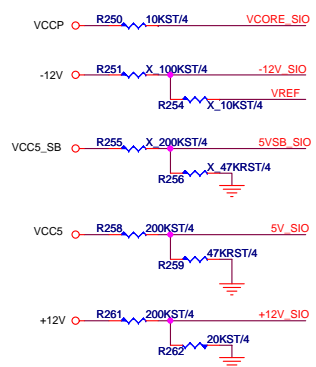 VCCP R250 10KST/4 VCORE_SIO
-12V R251 X_100KST/4 -12V_SIO
R254 X_10KST/4 VREF
VCC5_SB R255 X_200KST/4 5VSB_SIO
R256 X_47KRST/4
VCC5 R258 200KST/4 5V_SIO
R259 47KRST/4
+12V R261 200KST/4 +12V_SIO
R262 20KST/4